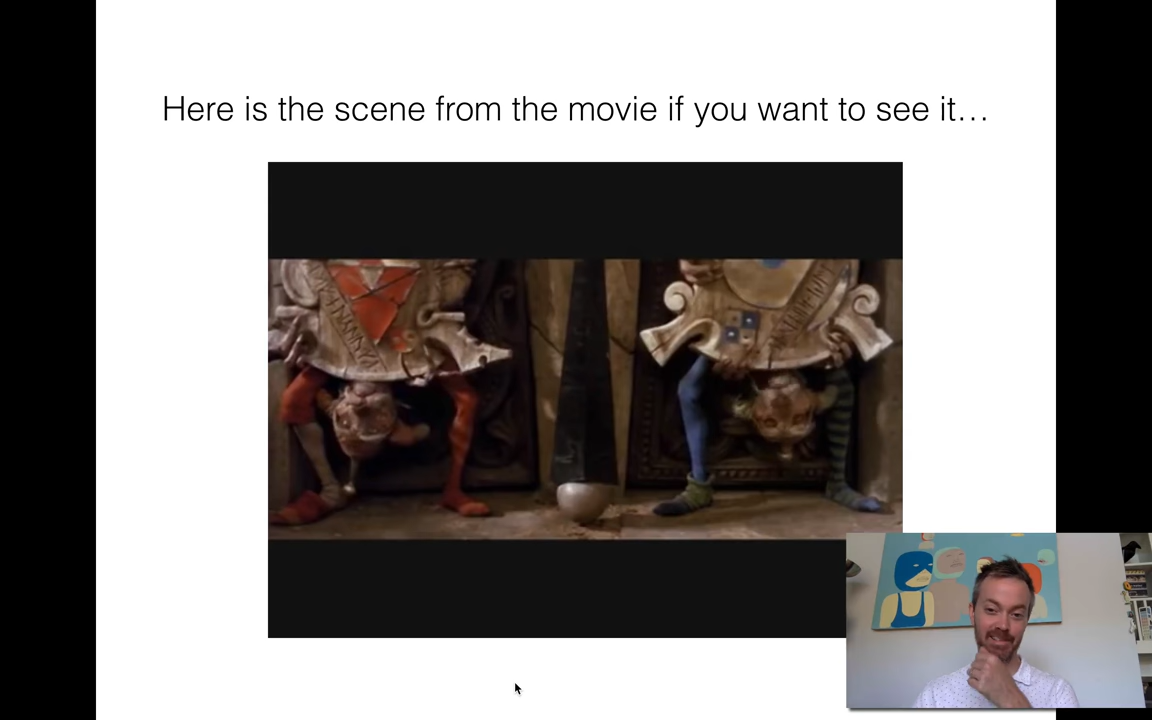 Here is the scene from the movie if you want to see it…